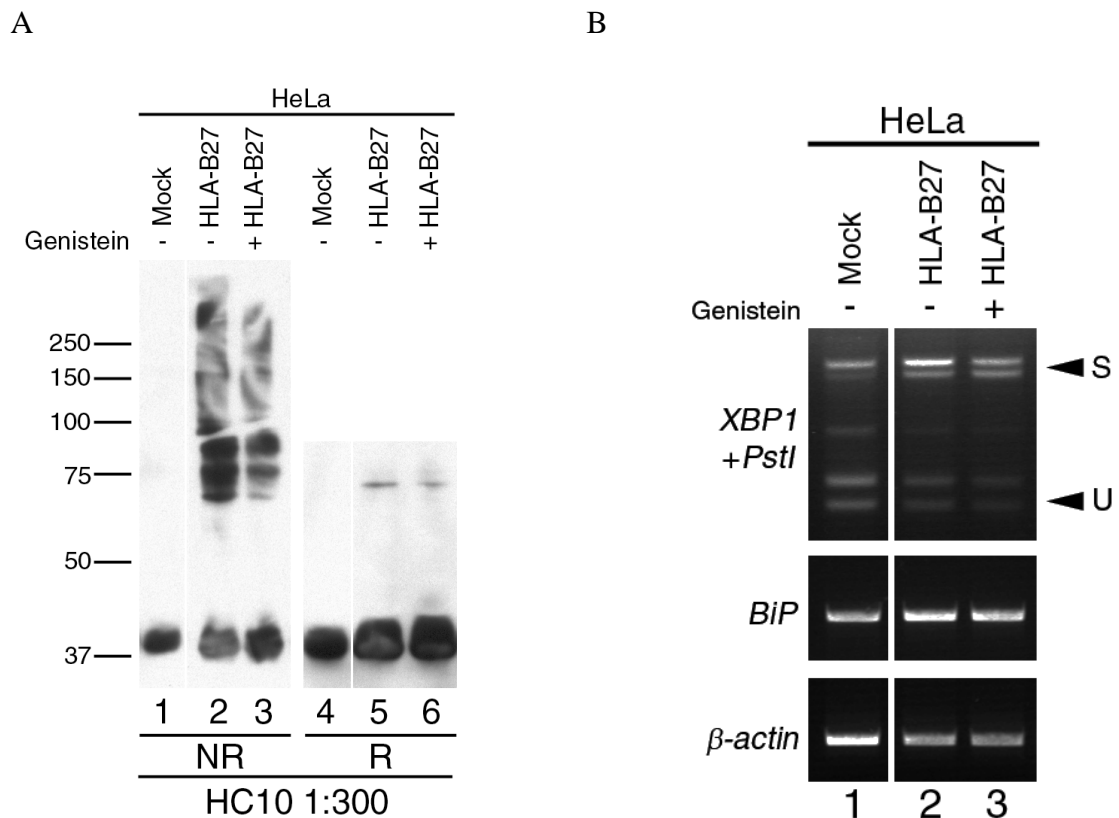 A
HeLa
Mock
HLA-B27
HLA-B27
Mock
HLA-B27
HLA-B27
Genistein - - + - - +
250
150
100
75
50
37
1 2 3 4 5 6
NR R
HC10 1:300
B
HeLa
Mock
HLA-B27
HLA-B27
Genistein - - +
S
XBP1
+PstI
U
BiP
β-actin
1 2 3